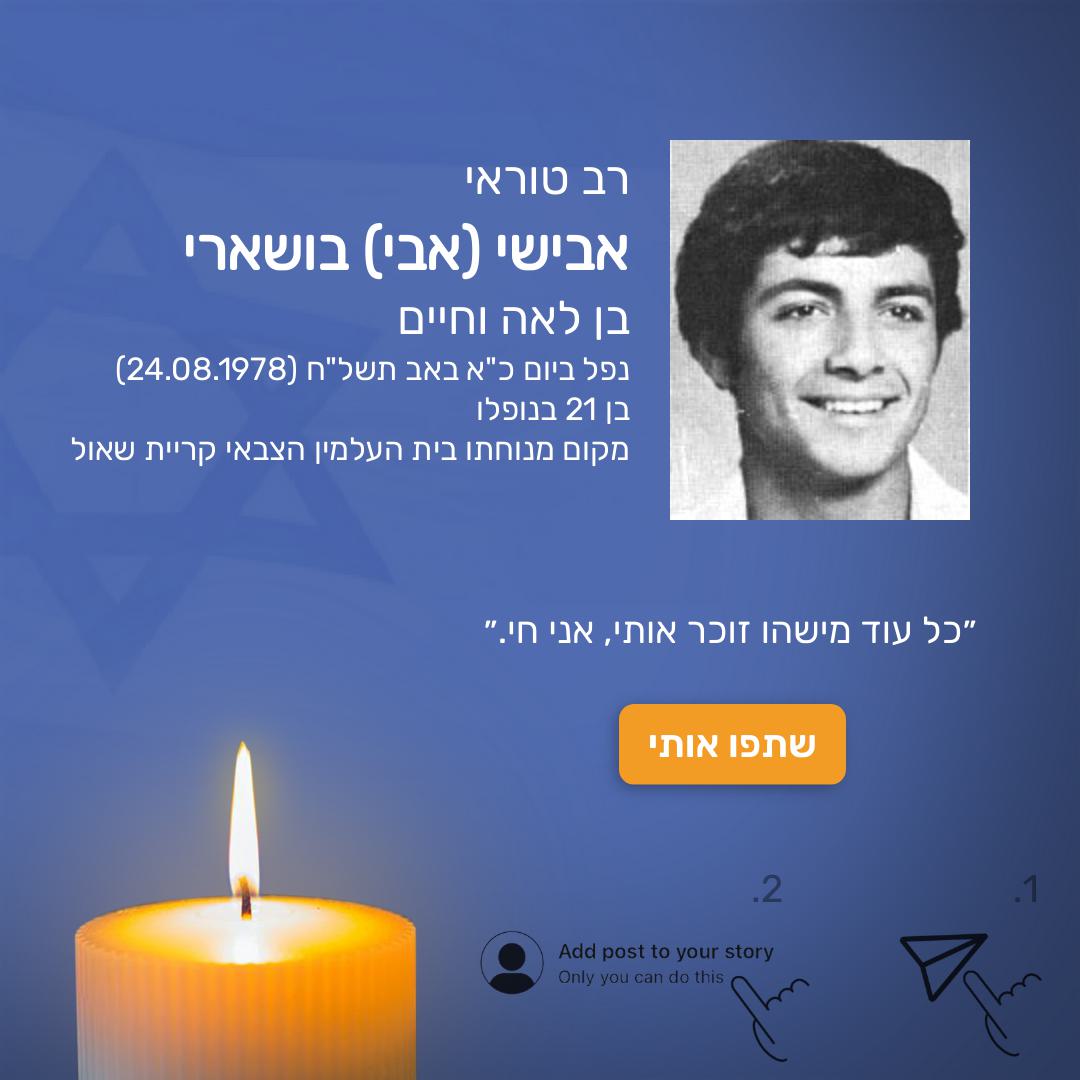 רב טוראי
אבישי (אבי) בושארי
בן לאה וחיים
נפל ביום כ"א באב תשל"ח (24.08.1978)
בן 21 בנופלו
מקום מנוחתו בית העלמין הצבאי קריית שאול
״כל עוד מישהו זוכר אותי, אני חי.״
שתפו אותי
.1
.2
Add post to your story
Only you can do this